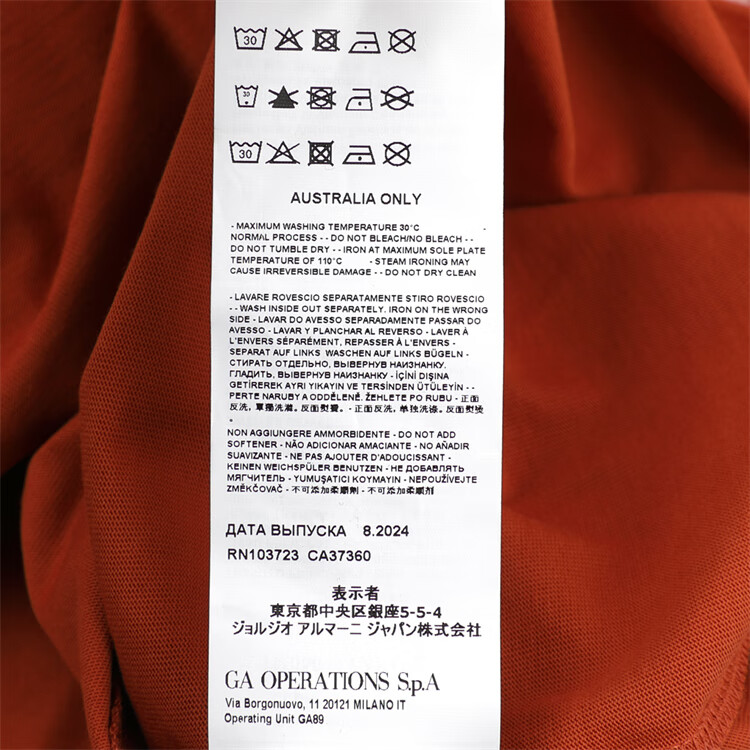 30
30
30
AUSTRALIA ONLY
- MAXIMUM WASHING TEMPERATURE 30°C -
NORMAL PROCESS - - DO NOT BLEACH/NO BLEACH - -
DO NOT TUMBLE DRY - - IRON AT MAXIMUM SOLE PLATE
TEMPERATURE OF 110°C - STEAM IRONING MAY
CAUSE IRREVERSIBLE DAMAGE - - DO NOT DRY CLEAN
- LAVARE ROVESCIO SEPARATAMENTE STIRO ROVESCIO
- - WASH INSIDE OUT SEPARATELY. IRON ON THE WRONG
SIDE - LAVAR DO AVESSO SEPARADAMENTE PASSAR DO
AVESSO - LAVAR Y PLANCHAR AL REVERSO - LAVER À
L'ENVERS SÉPARÉMENT, REPASSER À L'ENVERS -
SEPARAT AUF LINKS WASCHEN AUF LINKS BÜGELN -
СТИРАТЬ ОТДЕЛЬНО, ВЫВЕРНУВ НАИЗНАНКУ.
ГЛАДИТЬ, ВЫВЕРНУВ НАИЗНАНКУ - İÇİNİ DIŞINA
GETİREREK AYRI YIKAYIN VE TERSİNDEN ÜTÜLEYİN - -
PERTE NARUBY A ODDĚLENĚ. ŽEHLETE PO RUBU - 正面
反洗, 單獨洗滌。反面熨燙。 - 正面反洗, 单独洗涤。反面熨烫
NON AGGIUNGERE AMMORBIDENTE - DO NOT ADD
SOFTENER - NÃO ADICIONAR AMACIANTE - NO AÑADIR
SUAVIZANTE - NE PAS AJOUTER D'ADOUCISSANT -
KEINEN WEICHSPÜLER BENUTZEN - НЕ ДОБАВЛЯТЬ
МЯГЧИТЕЛЬ - YUMUŞATICI KOYMAYIN - NEPOUŽÍVEJTE
ZMĚKČOVAČ - 不可添加柔順劑 - 不可添加柔顺剂
ДАТА ВЫПУСКА 8.2024
RN103723 CA37360
表示者
東京都中央区銀座5-5-4
ジョルジオ アルマーニ ジャパン株式会社
GA OPERATIONS S.p.A
Via Borgonuovo, 11 20121 MILANO IT
Operating Unit GA89